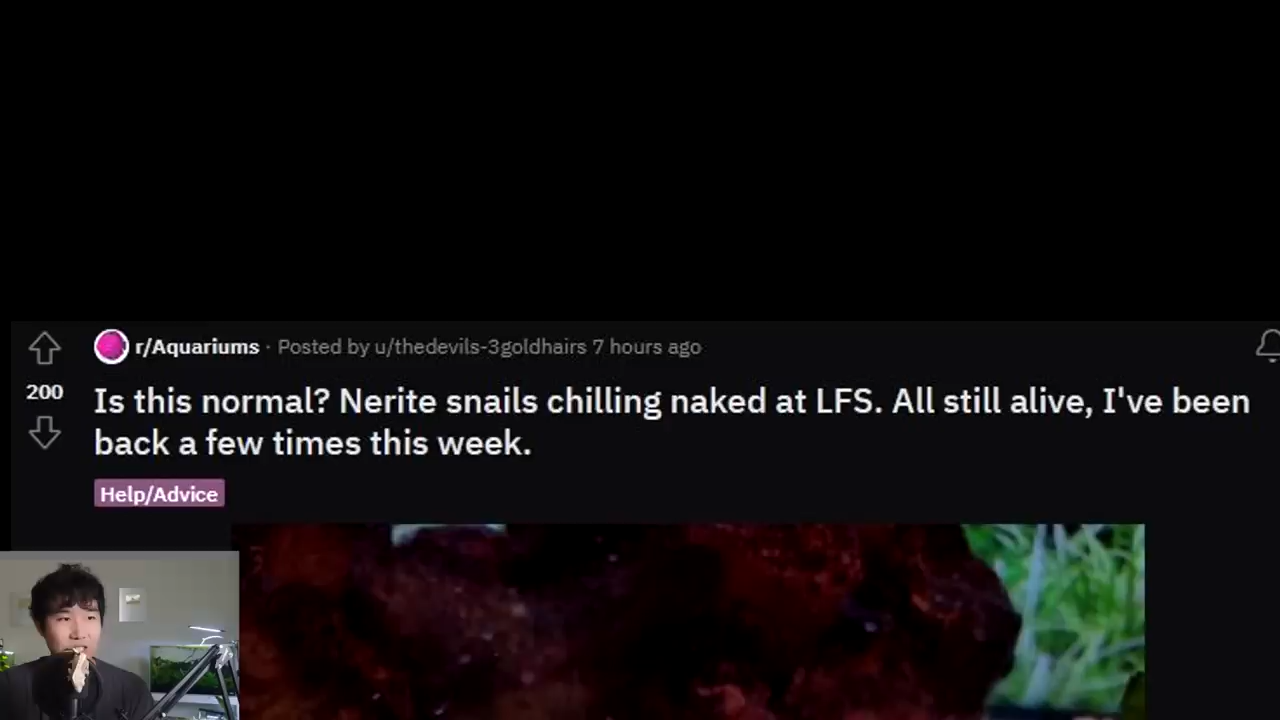 r/Aquariums · Posted by u/thedevils-3goldhairs 7 hours ago
200
Is this normal? Nerite snails chilling naked at LFS. All still alive, I've been
back a few times this week.
Help/Advice